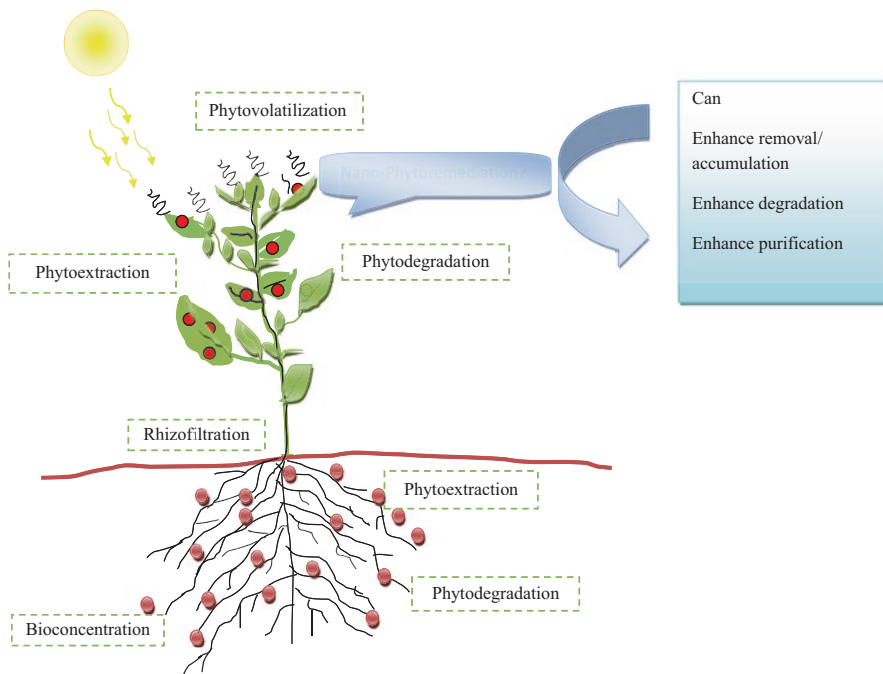 Phytovolatilization
Can
Enhance removal/
accumulation
Enhance degradation
Enhance purification
Nano-Phytoremediation?
Phytoextraction
Phytodegradation
Rhizofiltration
Phytoextraction
Phytodegradation
Bioconcentration